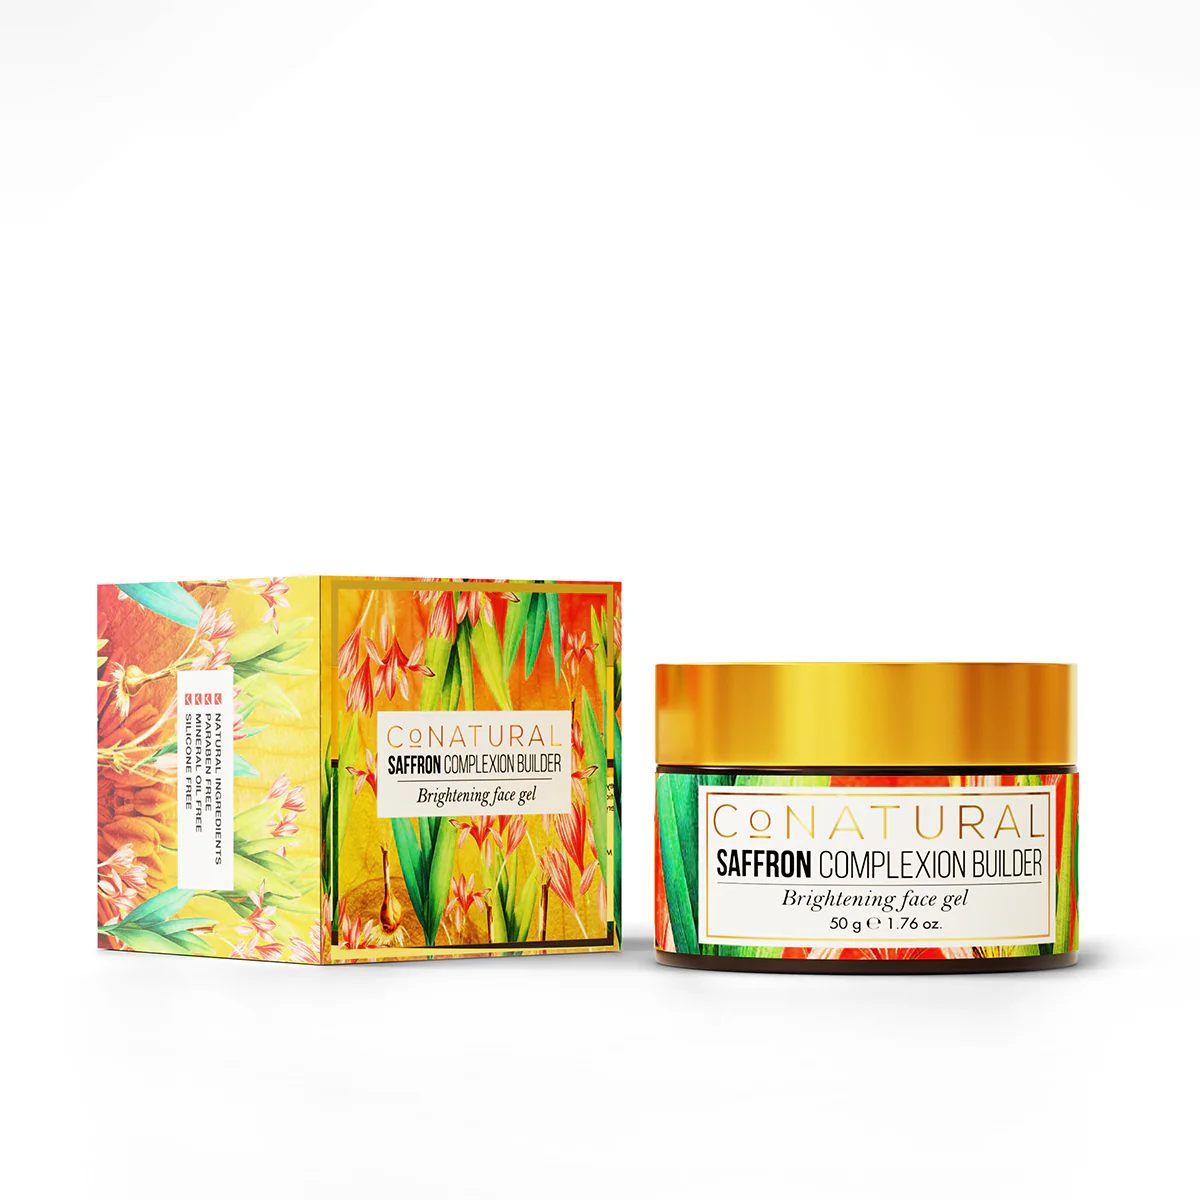 NATURAL INGREDIENTS
PARABEN FREE
MINERAL OIL FREE
SILICONE FREE
CoNATURAL
SAFFRON COMPLEXION BUILDER
Brightening face gel
CoNATURAL
SAFFRON COMPLEXION BUILDER
Brightening face gel
50 g ℮ 1.76 oz.